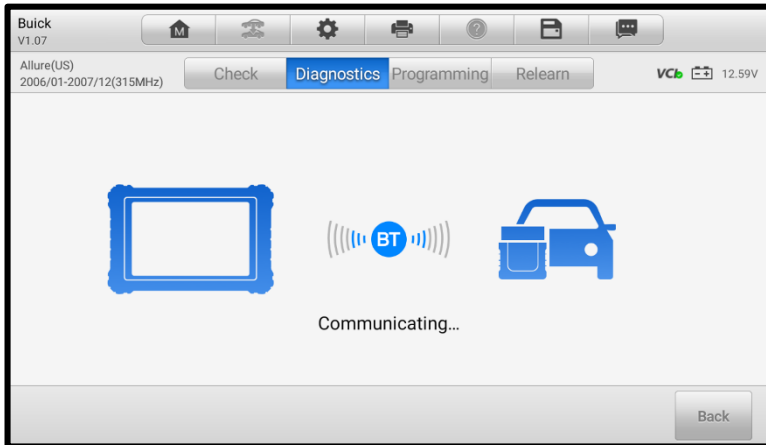 Buick
V1.07
M
?
Allure(US)
2006/01-2007/12(315MHz)
Check
Diagnostics
Programming
Relearn
VCI
12.59V
BT
Communicating...
Back